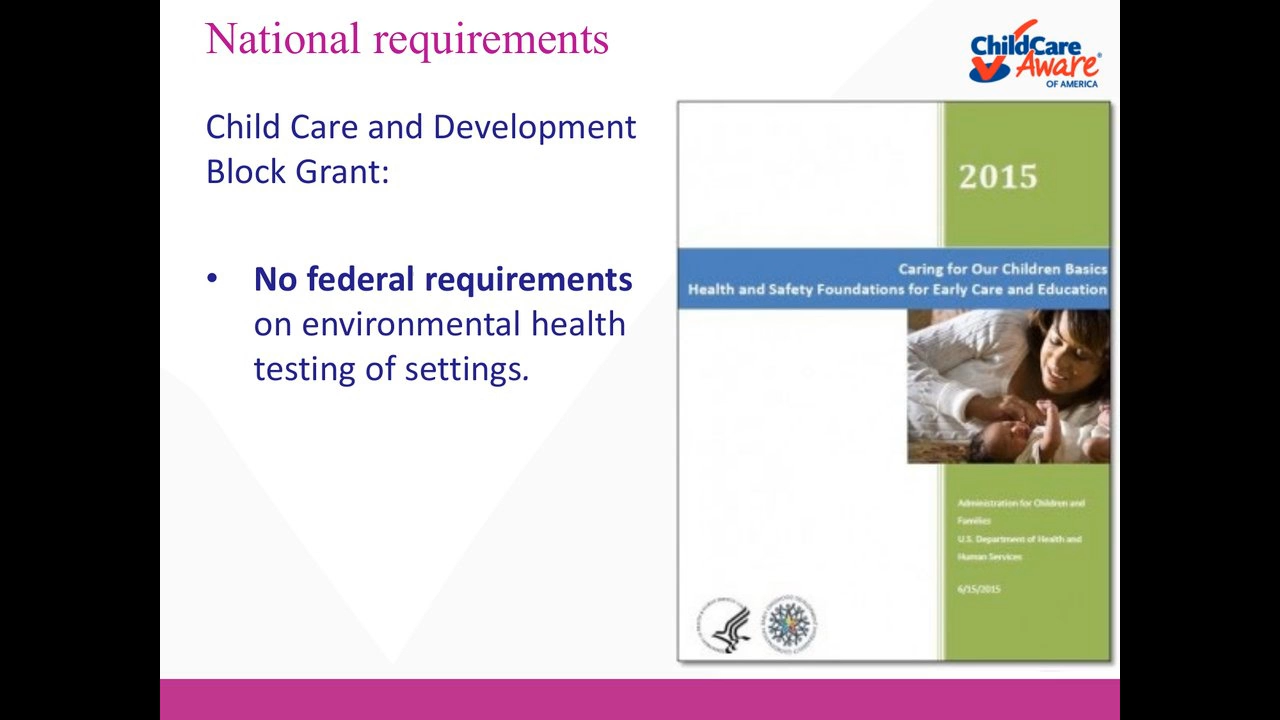 National requirements
ChildCare
Aware®
OF AMERICA
Child Care and Development
Block Grant:
• No federal requirements
on environmental health
testing of settings.
2015
Caring for Our Children Basics
Health and Safety Foundations for Early Care and Education
Administration for Children and
Families
U.S. Department of Health and
Human Services
6/15/2015